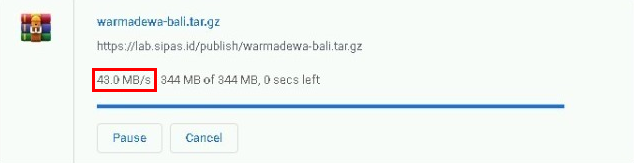 warmadewa-bali.tar.gz
https://lab.sipas.id/publish/warmadewa-bali.tar.gz
43.0 MB/s 344 MB of 344 MB, 0 secs left
Pause Cancel